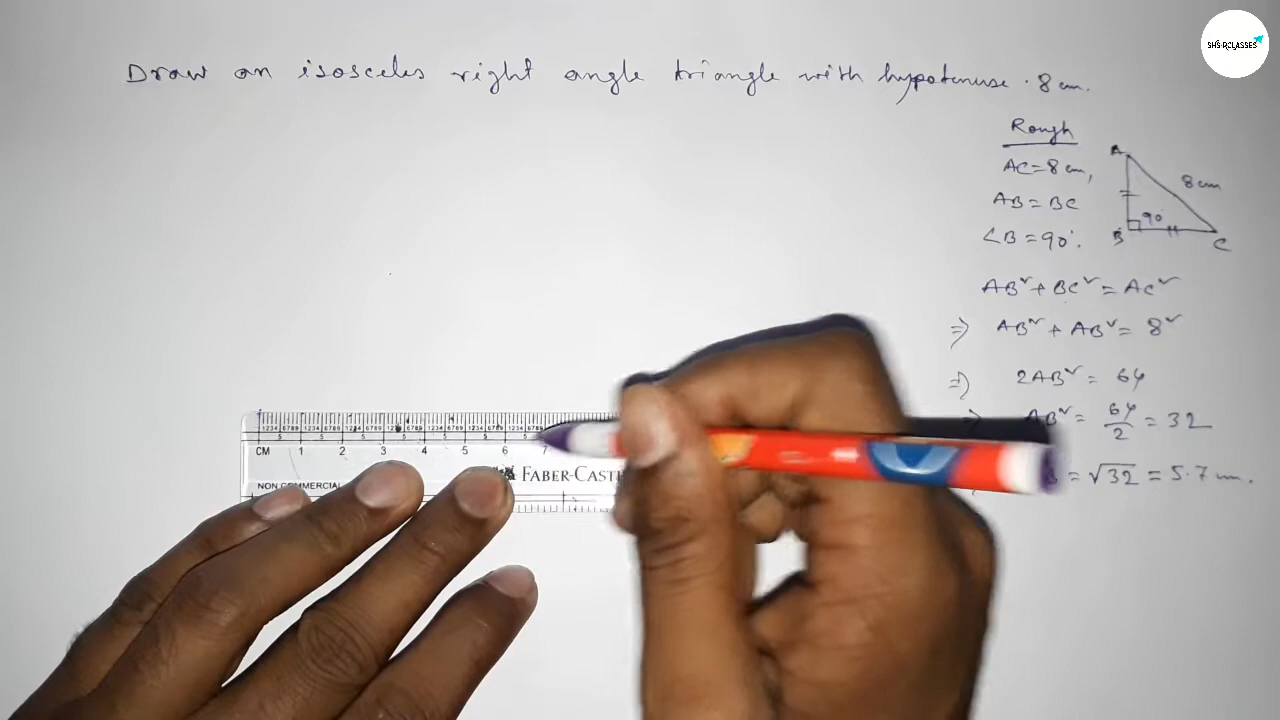 Draw an isosceles right angle triangle with hypotenuse . 8 cm.
SHSIRCLASSES
Rough
AC = 8 cm,
AB = BC
∠B = 90°.
A
8 cm
90°
B
C
AB² + BC² = AC²
⇒ AB² + AB² = 8²
⇒ 2AB² = 64
⇒ AB² = 64/2 = 32
B = √32 = 5.7 cm.
CM 1 2 3 4 5 6 7
FABER-CASTE
NON COMMERCIAL